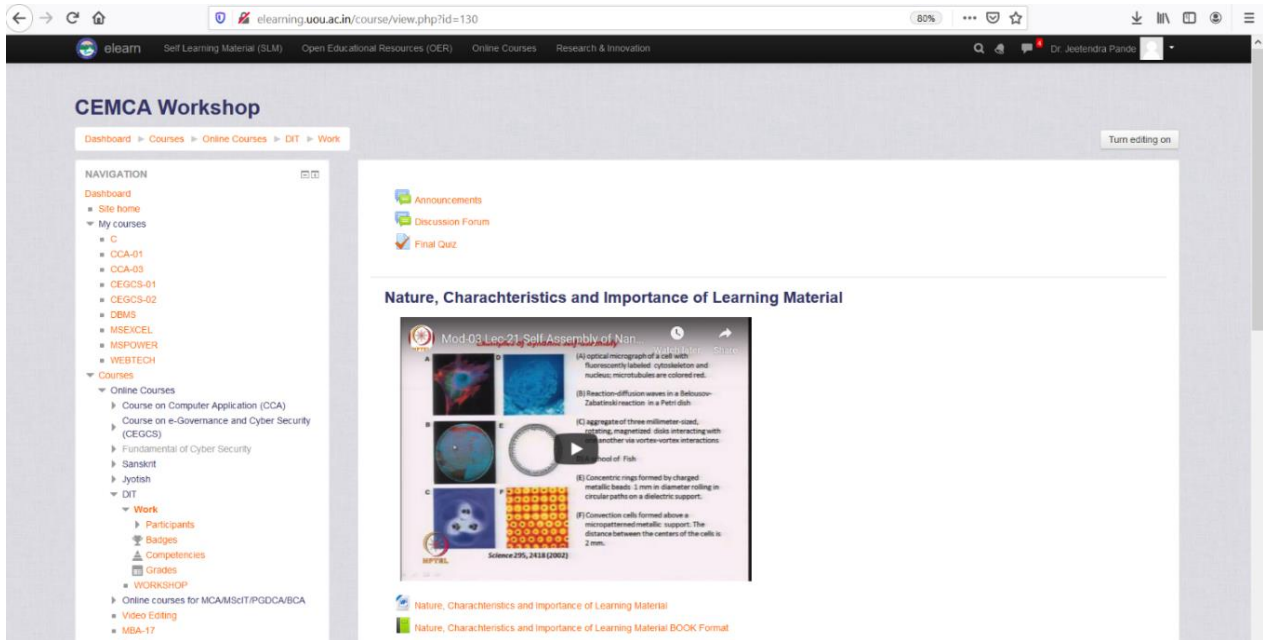 elearning.uou.ac.in/course/view.php?id=130
80%
elearn
Self Learning Material (SLM)
Open Educational Resources (OER)
Online Courses
Research & Innovation
4
Dr. Jeetendra Pande
CEMCA Workshop
Dashboard
Courses
Online Courses
DIT
Work
Turn editing on
NAVIGATION
Dashboard
Site home
My courses
C
CCA-01
CCA-03
CEGCS-01
CEGCS-02
DBMS
MSEXCEL
MSPOWER
WEBTECH
Courses
Online Courses
Course on Computer Application (CCA)
Course on e-Governance and Cyber Security
(CEGCS)
Fundamental of Cyber Security
Sanskrit
Jyotish
DIT
Work
Participants
Badges
Competencies
Grades
WORKSHOP
Online courses for MCA/MScIT/PGDCA/BCA
Video Editing
MBA-17
Announcements
Discussion Forum
Final Quiz
Nature, Charachteristics and Importance of Learning Material
Mod-03 Lec-21 Self Assembly of Nan...
Share
A
D
(A) optical micrograph of a cell with
fluorescently labeled cytoskeleton and
nucleus; microtubules are colored red.
(B) Reaction-diffusion waves in a Belousov-
Zabatinski reaction in a Petri dish
B
E
(C) aggregate of three millimeter-sized,
rotating, magnetized disks interacting with
another via vortex-vortex interactions
school of Fish
(E) Concentric rings formed by charged
metallic beads 1 mm in diameter rolling in
circular paths on a dielectric support.
C
F
(F) Convection cells formed above a
micropatterned metallic support. The
distance between the centers of the cells is
2 mm.
NPTEL
Science 295, 2418 (2002)
Nature, Charachteristics and Importance of Learning Material
Nature, Charachteristics and Importance of Learning Material BOOK Format